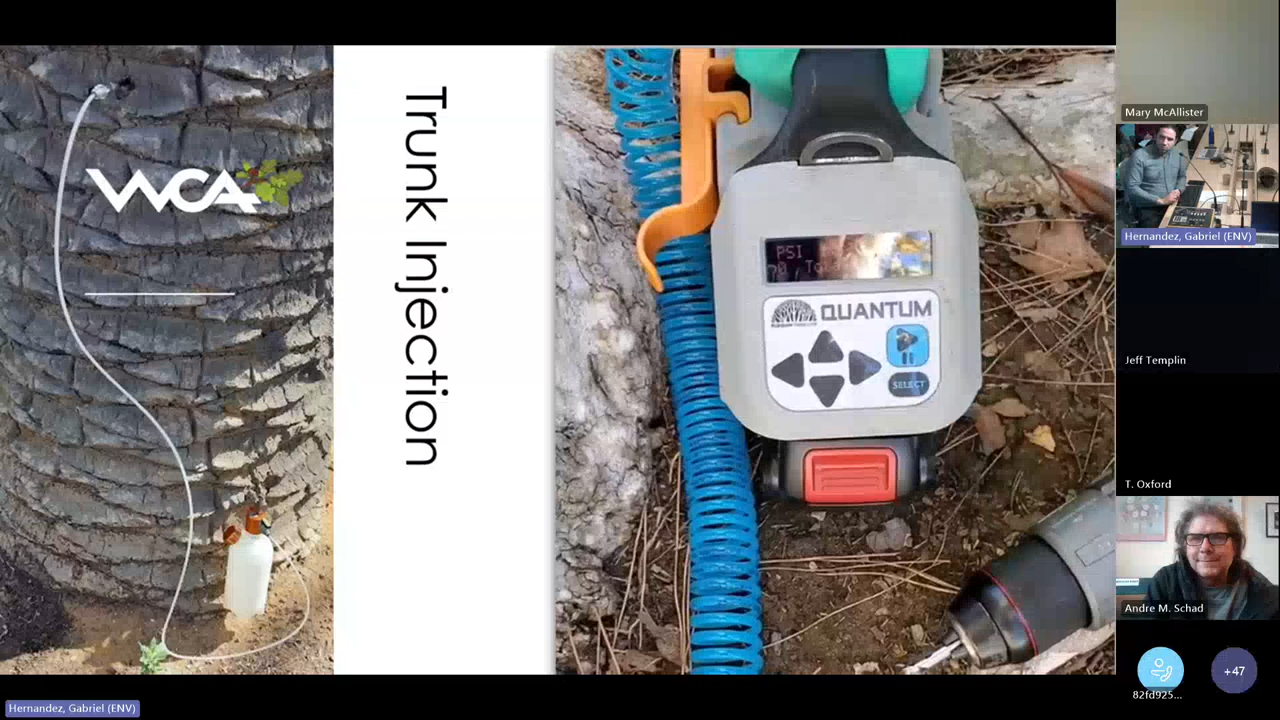 WCA
Trunk Injection
PSI
QUANTUM
SELECT
Mary McAllister
Hernandez, Gabriel (ENV)
Jeff Templin
T. Oxford
Andre M. Schad
82fd925...
+47
Hernandez, Gabriel (ENV)